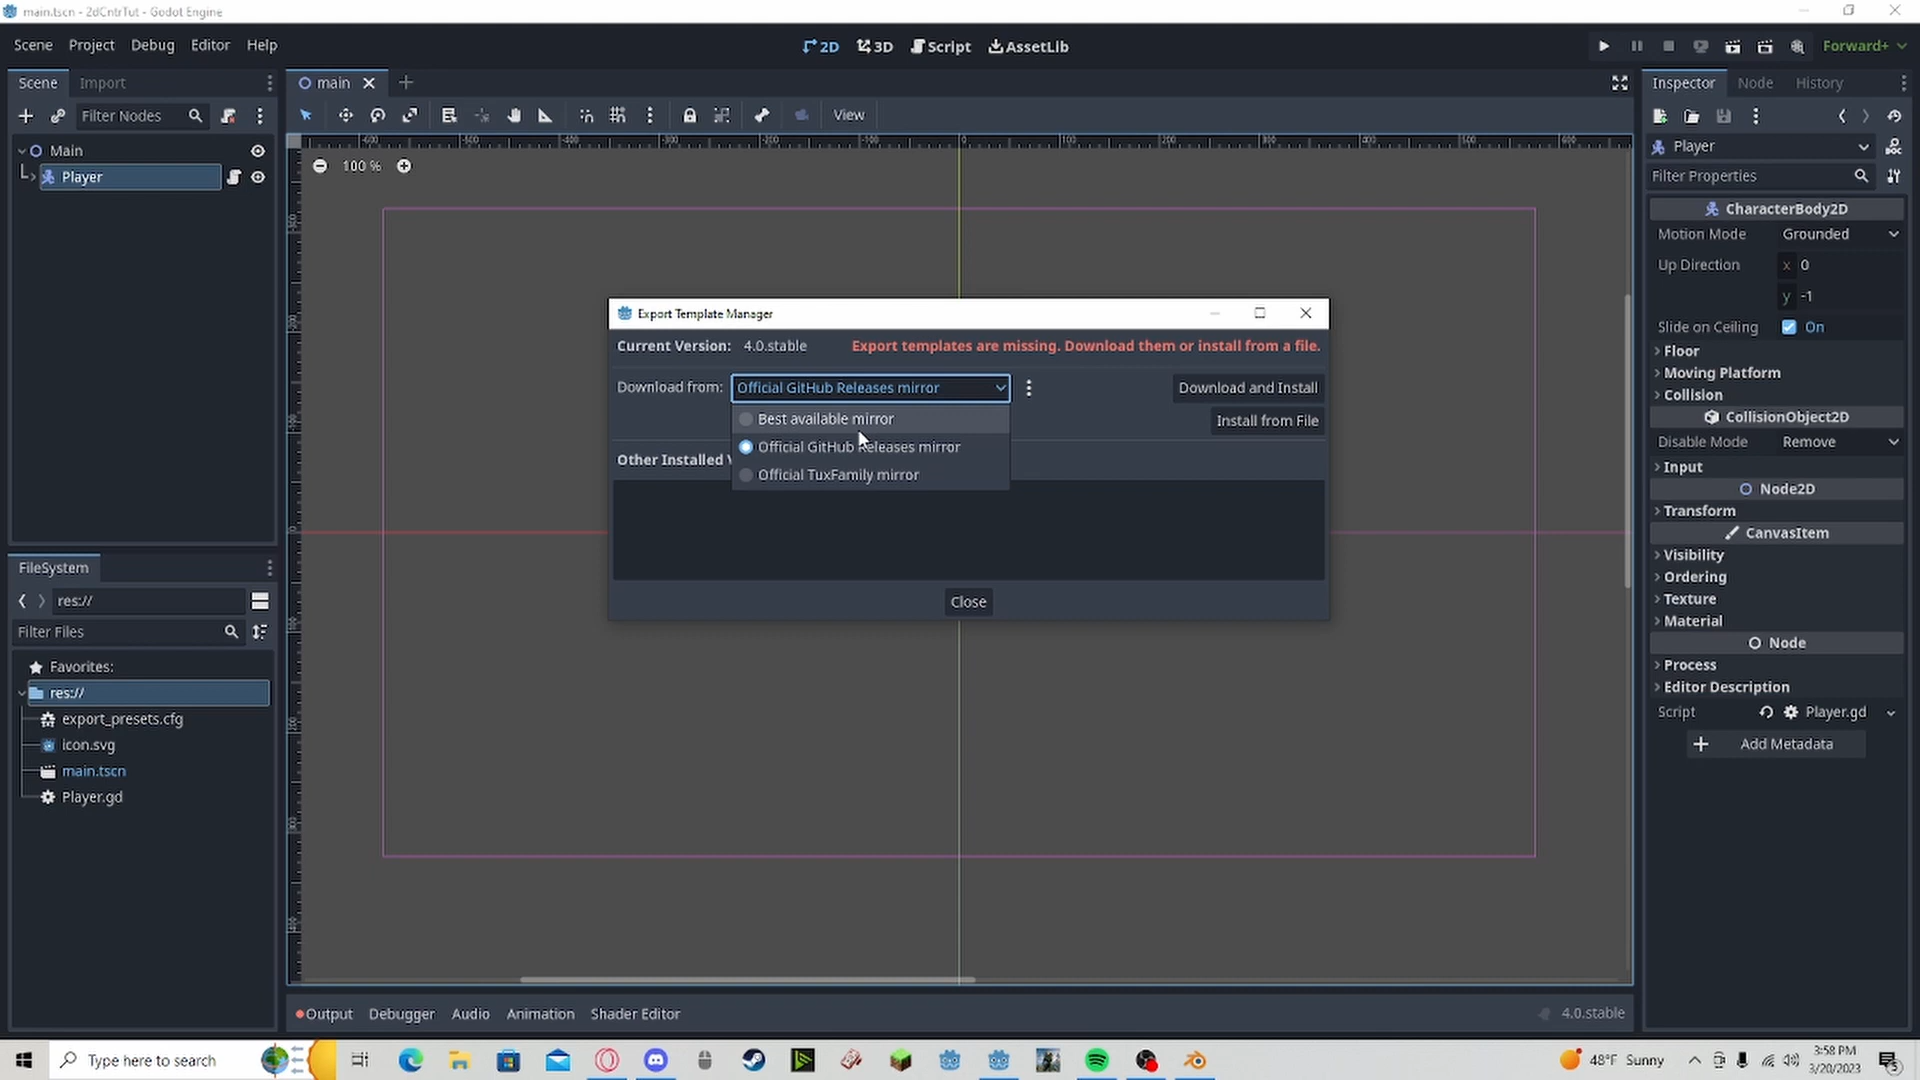 main.tscn - 2dCntrTut - Godot Engine
Scene Project Debug Editor Help
2D 3D Script AssetLib
Forward+
Scene Import
main
Inspector Node History
Filter Nodes
View
Main
Player
100 %
Player
Filter Properties
CharacterBody2D
Motion Mode Grounded
Up Direction x 0
y -1
Slide on Ceiling On
Floor
Moving Platform
Collision
CollisionObject2D
Disable Mode Remove
Input
Node2D
Transform
CanvasItem
Visibility
Ordering
Texture
Material
Node
Process
Editor Description
Script Player.gd
Add Metadata
Export Template Manager
Current Version: 4.0.stable Export templates are missing. Download them or install from a file.
Download from: Official GitHub Releases mirror Download and Install
Best available mirror
Install from File
Official GitHub Releases mirror
Other Installed
Official TuxFamily mirror
Close
FileSystem
res://
Filter Files
Favorites:
res://
export_presets.cfg
icon.svg
main.tscn
Player.gd
Output Debugger Audio Animation Shader Editor
4.0.stable
Type here to search
48°F Sunny
3:58 PM
3/20/2023
5